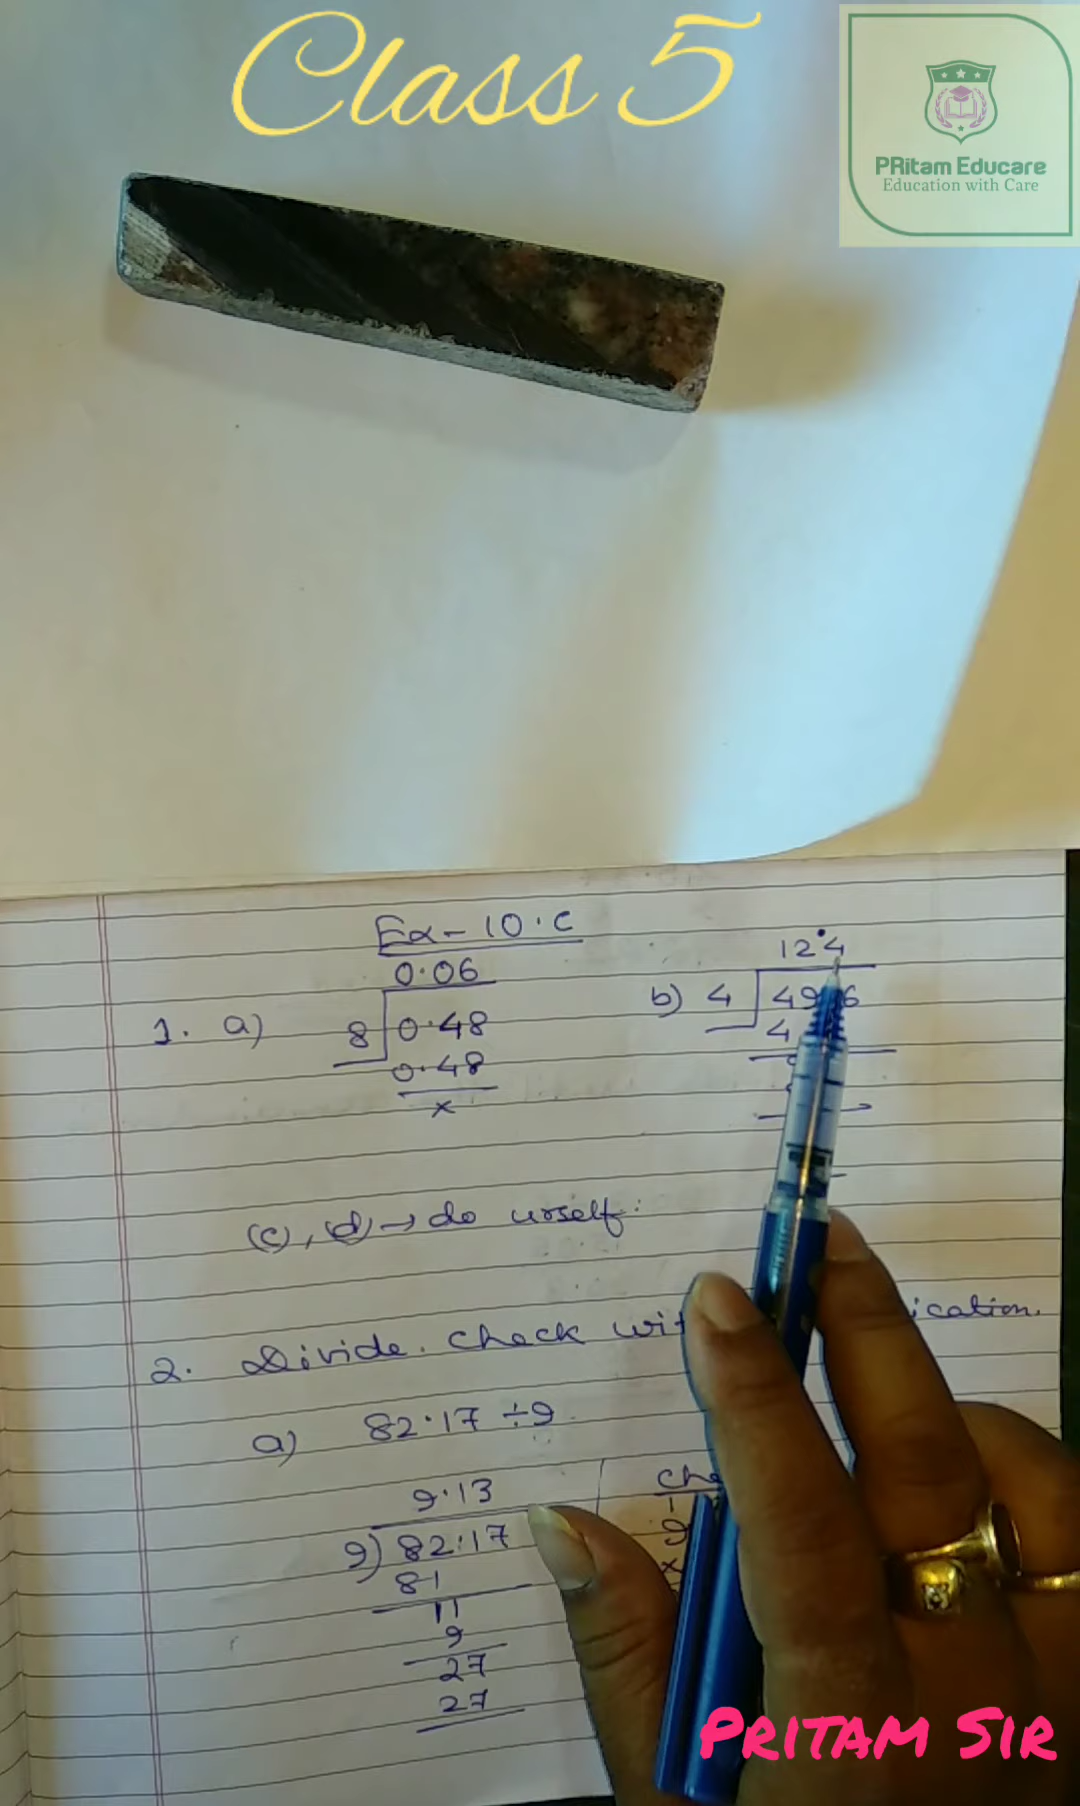 Class 5
PRitam Educare
Education with Care
Ex - 10.C
1. a)
0.06
8 0.48
0.48
x
b)
12.4
4 49 6
4
(c), (d) → do urself.
2. Divide. Check
a) 82.17 ÷ 9
9.13
9) 82.17
81
11
9
27
27
PRITAM SIR